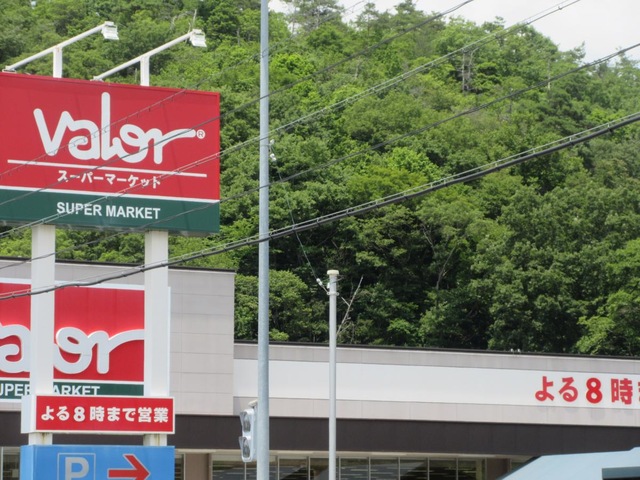 Valor®
スーパーマーケット
SUPER MARKET
alor
SUPER MARKET
よる8時まで営業
P
よる8時